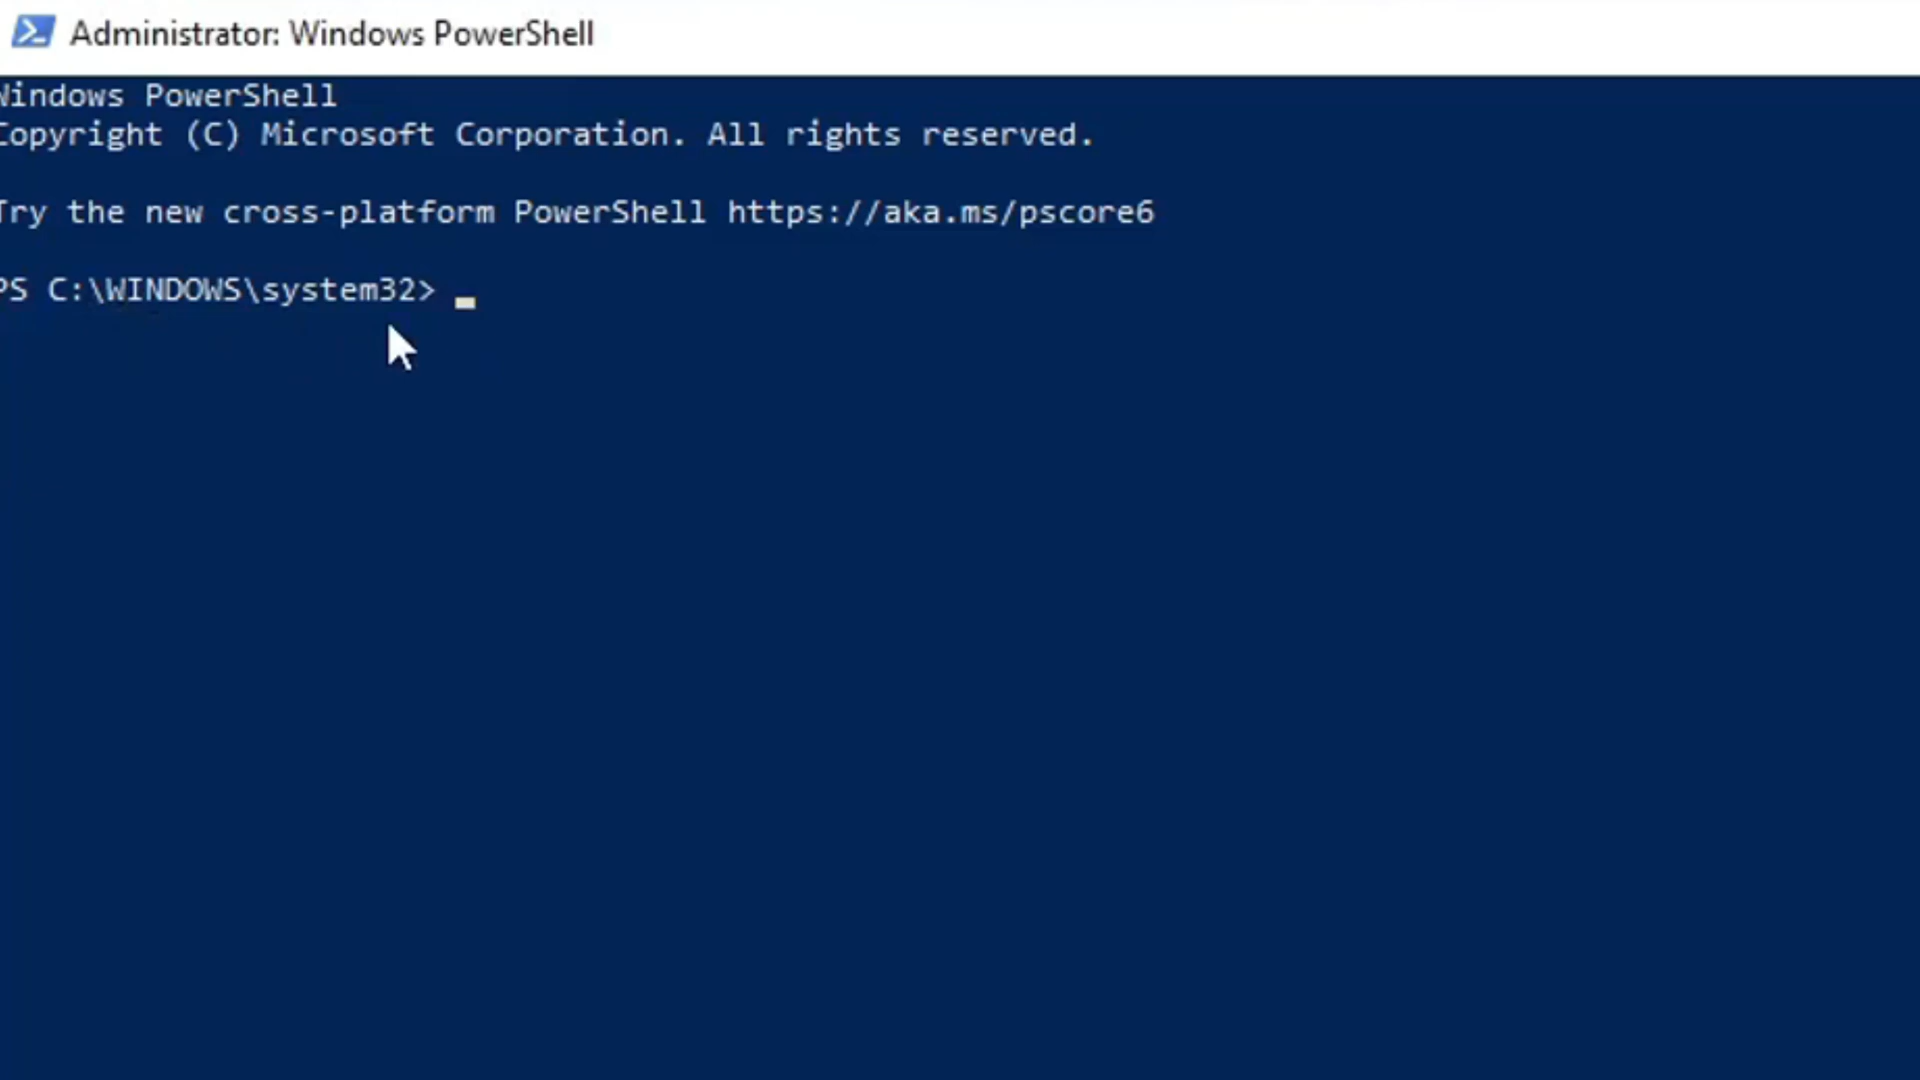 Administrator: Windows PowerShell
Windows PowerShell
Copyright (C) Microsoft Corporation. All rights reserved.
Try the new cross-platform PowerShell https://aka.ms/pscore6
PS C:\WINDOWS\system32>